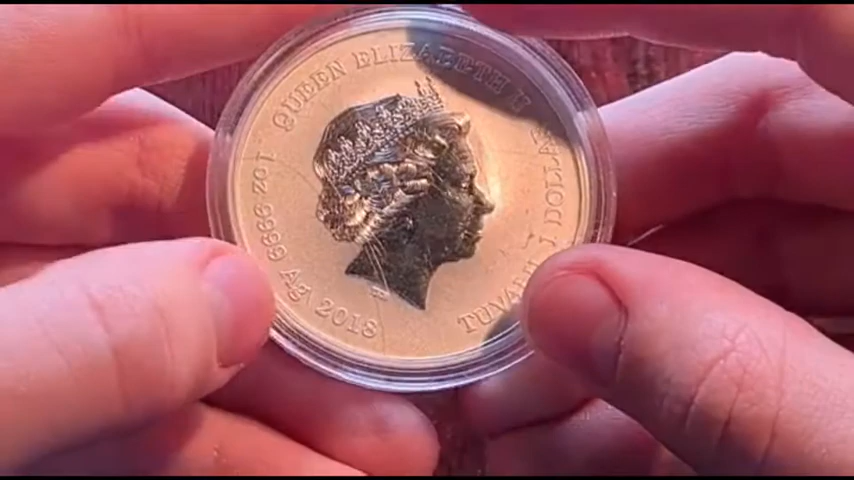 QUEEN ELIZABETH II
1 DOLLAR
TUVALU
1oz 9999 Ag 2018